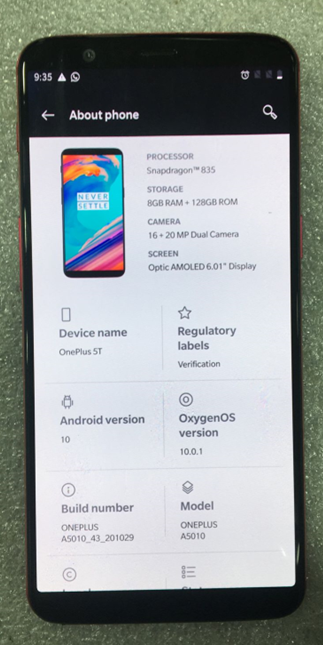 9:35
About phone
PROCESSOR
Snapdragon™ 835
STORAGE
8GB RAM + 128GB ROM
CAMERA
16 + 20 MP Dual Camera
SCREEN
Optic AMOLED 6.01" Display
NEVER
SETTLE
Device name
OnePlus 5T
Regulatory
labels
Verification
Android version
10
OxygenOS
version
10.0.1
Build number
ONEPLUS
A5010_43_201029
Model
ONEPLUS
A5010